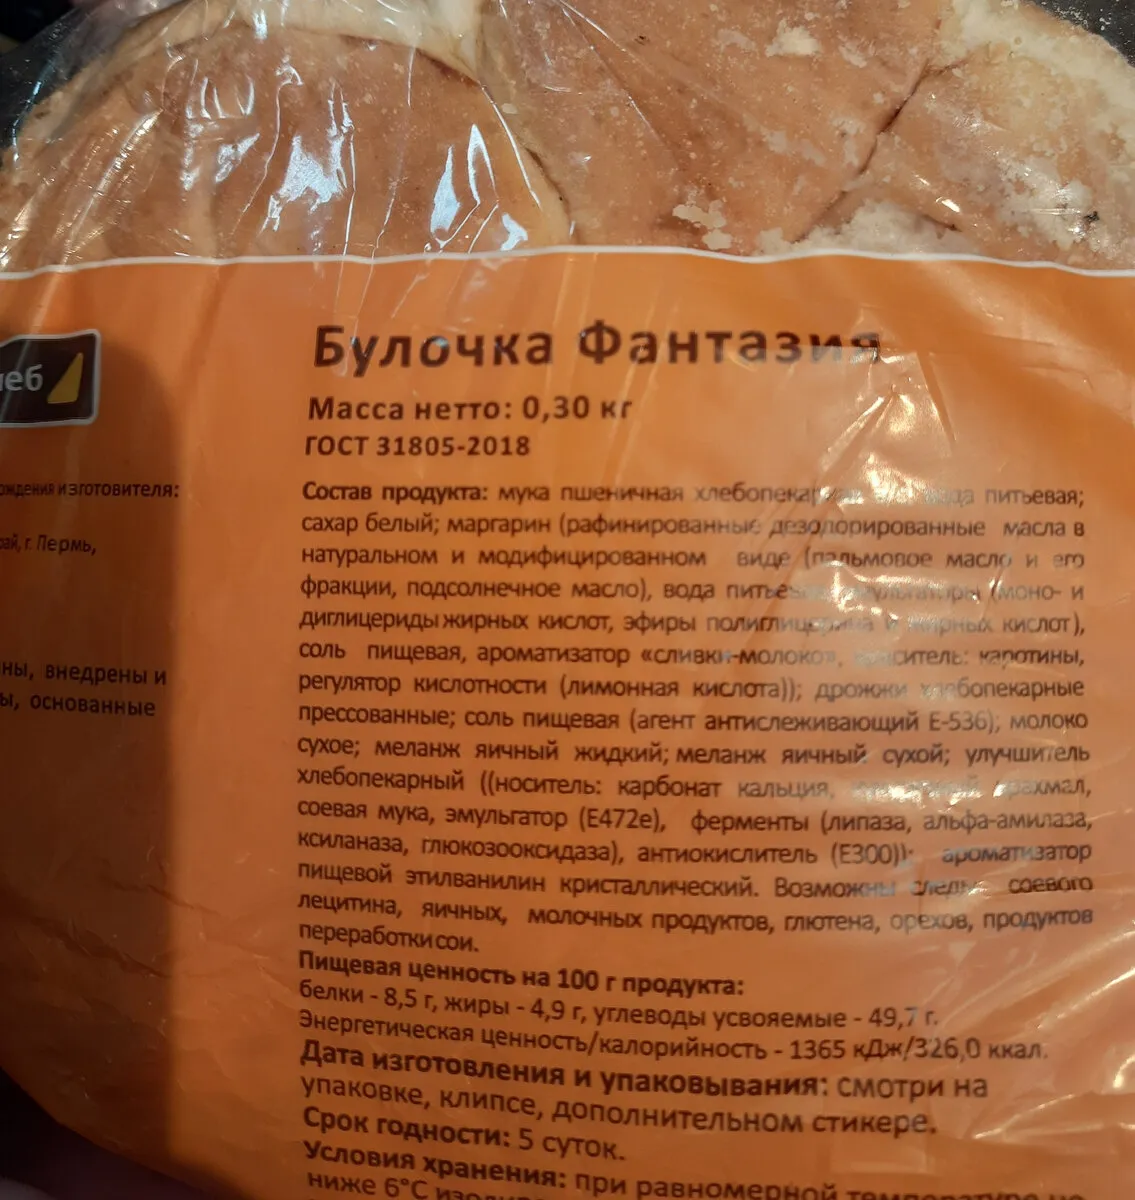 Булочка Фантазия
Масса нетто: 0,30 кг
ГОСТ 31805-2018
Состав продукта: мука пшеничная питьевая;
сахар белый; маргарин (рафинированные дезодорированные масла в
натуральном и модифицированном виде (пальмовое масло и его
фракции, подсолнечное масло), вода (моно- и
диглицериды жирных кислот, эфиры полиглицерина и жирных кислот),
соль пищевая, ароматизатор «сливки-молоко», краситель: каротины,
регулятор кислотности (лимонная кислота)); дрожжи хлебопекарные
прессованные; соль пищевая (агент антислеживающий Е-536); молоко
сухое; меланж яичный жидкий; меланж яичный сухой; улучшитель
хлебопекарный ((носитель: карбонат кальция, крахмал,
соевая мука, эмульгатор (Е472е), ферменты (липаза, альфа-амилаза,
ксиланаза, глюкозооксидаза), антиокислитель (Е300)); ароматизатор
пищевой этилванилин кристаллический. Возможны следы соевого
лецитина, яичных, молочных продуктов, глютена, орехов, продуктов
переработки сои.
Пищевая ценность на 100 г продукта:
белки - 8,5 г, жиры - 4,9 г, углеводы усвояемые - 49,7 г.
Энергетическая ценность/калорийность - 1365 кДж/326,0 ккал.
Дата изготовления и упаковывания: смотри на
упаковке, клипсе, дополнительном стикере.
Срок годности: 5 суток.
Условия хранения: при равномерной
ниже 6°С
изготовителя:
г. Пермь,
внедрены и
основанные